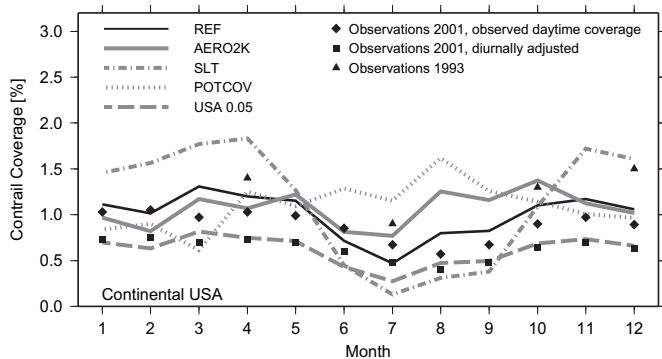 REF
AERO2K
SLT
POTCOV
USA 0.05
Observations 2001, observed daytime coverage
Observations 2001, diurnally adjusted
Observations 1993
Contrail Coverage [%]
3.0
2.5
2.0
1.5
1.0
0.5
0.0
Continental USA
1 2 3 4 5 6 7 8 9 10 11 12
Month